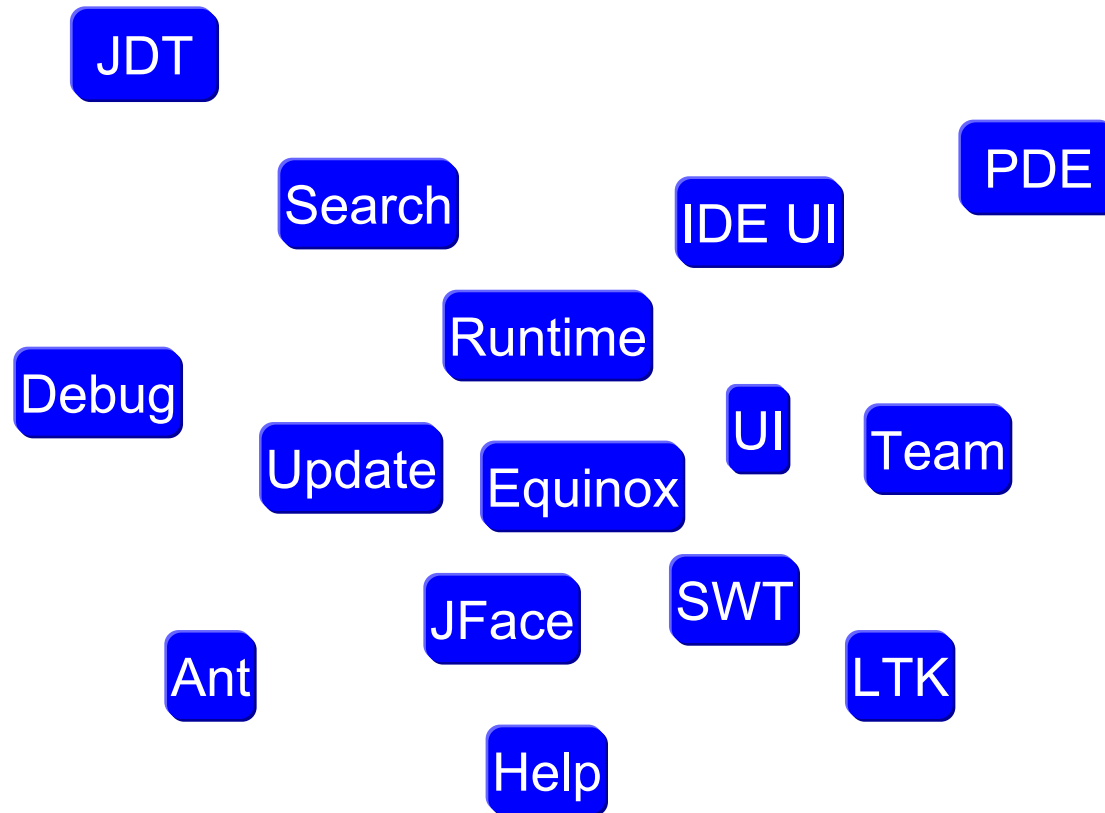 JDT
PDE
Search
IDE UI
Runtime
Debug
UI
Team
Update
Equinox
SWT
JFace
Ant
LTK
Help